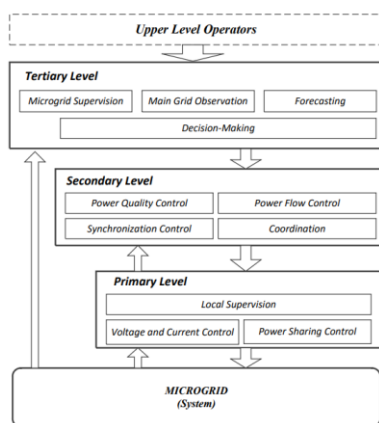 Upper Level Operators
Tertiary Level
Microgrid Supervision
Main Grid Observation
Forecasting
Decision-Making
Secondary Level
Power Quality Control
Power Flow Control
Synchronization Control
Coordination
Primary Level
Local Supervision
Voltage and Current Control
Power Sharing Control
MICROGRID
(System)